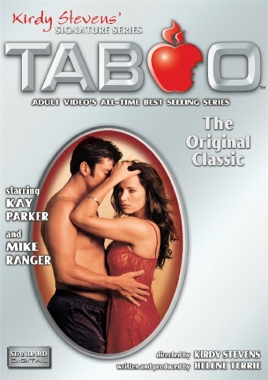 Kirdy Stevens'
SIGNATURE SERIES
TABOO
ADULT VIDEO'S ALL-TIME BEST SELLING SERIES
The
Original
Classic
starring
KAY
PARKER
and
MIKE
RANGER
directed by KIRDY STEVENS
written and produced by HELENE TERRIE
STANDARD
DIGITAL